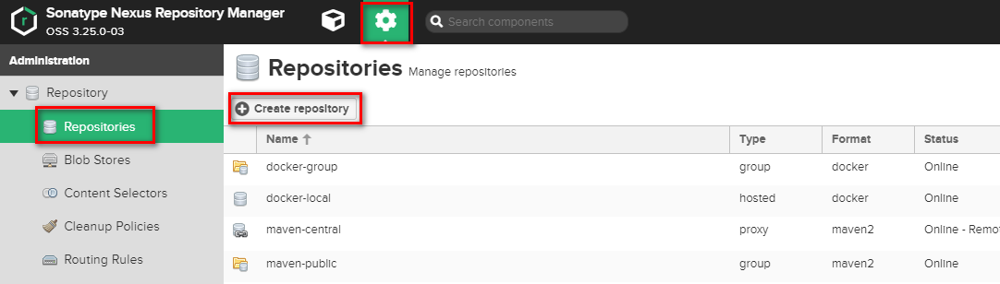 Sonatype Nexus Repository Manager
OSS 3.25.0-03
Search components
Administration
Repository
Repositories
Blob Stores
Content Selectors
Cleanup Policies
Routing Rules
Repositories Manage repositories
Create repository
Name Type Format Status
docker-group group docker Online
docker-local hosted docker Online
maven-central proxy maven2 Online - Remo
maven-public group maven2 Online